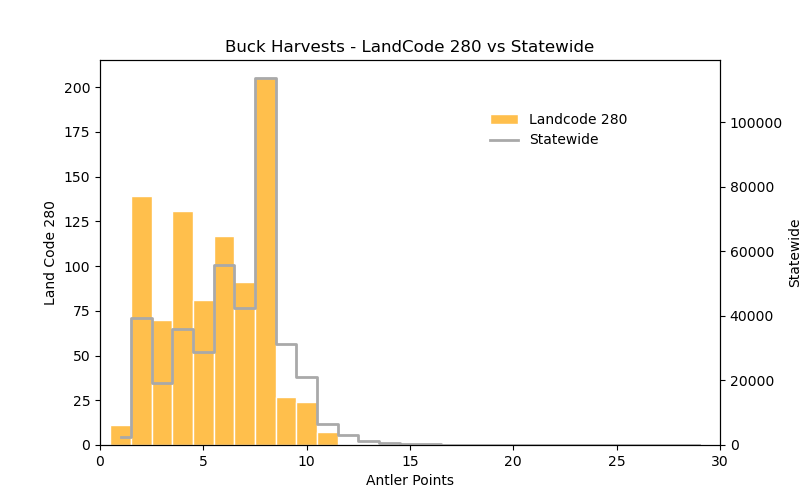 Buck Harvests - LandCode 280 vs Statewide
200
175
150
125
100
75
50
25
0
Land Code 280
Landcode 280
Statewide
100000
80000
60000
40000
20000
0
Statewide
0 5 10 15 20 25 30
Antler Points